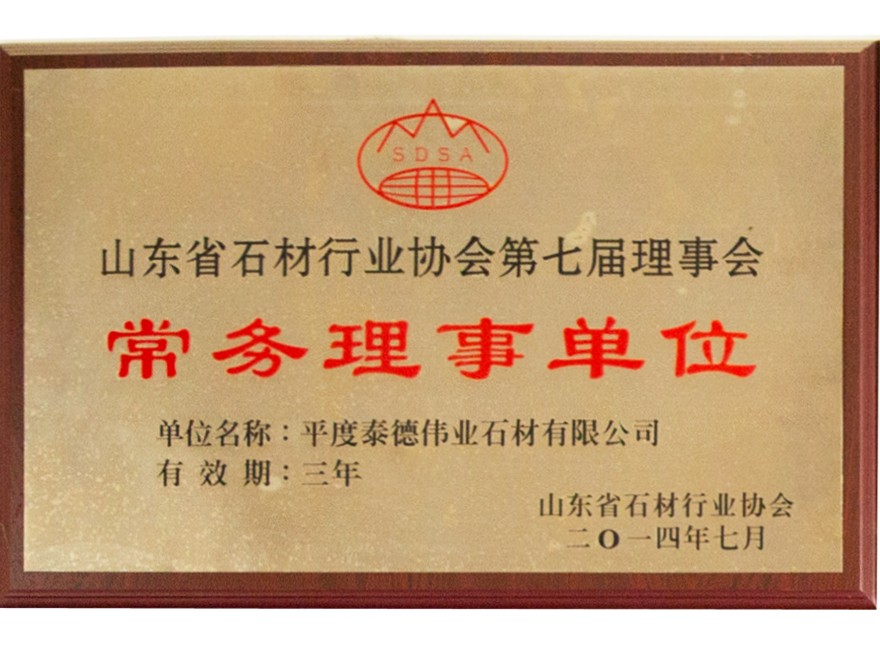 SDSA
山东省石材行业协会第七届理事会
常务理事单位
单位名称：平度泰德伟业石材有限公司
有效期：三年
山东省石材行业协会
二O一四年七月